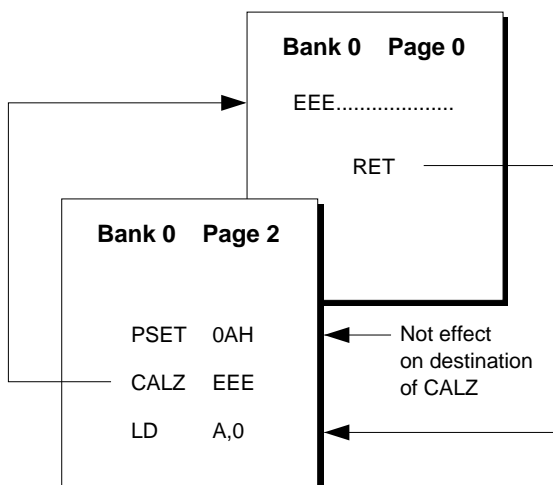 Bank 0 Page 0
EEE....................
RET
Bank 0 Page 2
PSET 0AH
CALZ EEE
LD A,0
Not effect
on destination
of CALZ